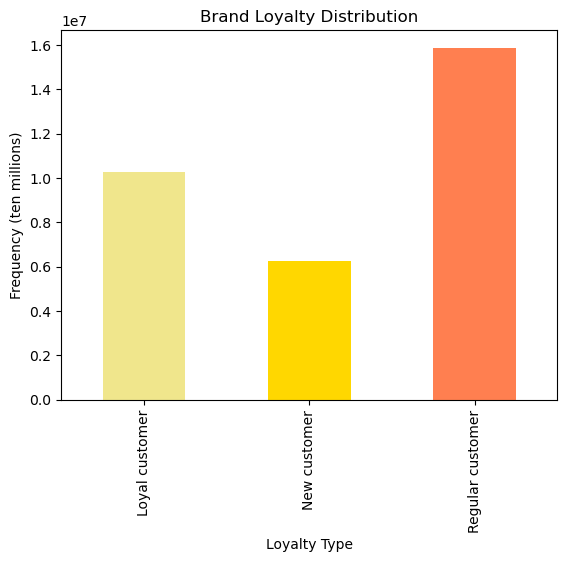 Brand Loyalty Distribution
1e7
1.6
1.4
1.2
1.0
0.8
0.6
0.4
0.2
0.0
Frequency (ten millions)
Loyal customer
New customer
Regular customer
Loyalty Type